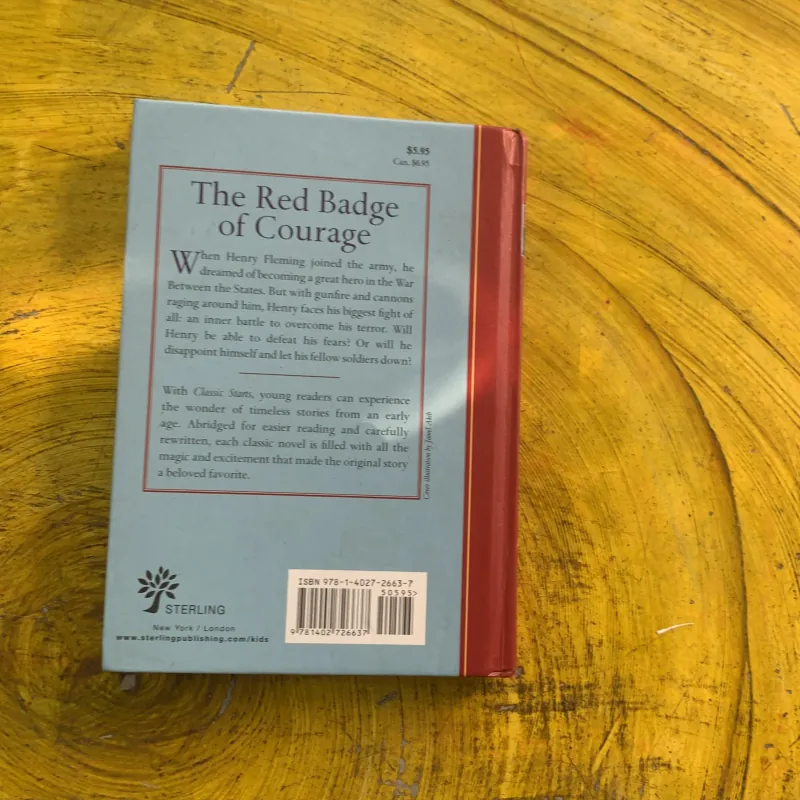 $5.95
Can. $6.95
The Red Badge
of Courage
When Henry Fleming joined the army, he
dreamed of becoming a great hero in the War
Between the States. But with gunfire and cannons
raging around him, Henry faces his biggest fight of
all: an inner battle to overcome his terror. Will
Henry be able to defeat his fears? Or will he
disappoint himself and let his fellow soldiers down?
With Classic Starts, young readers can experience
the wonder of timeless stories from an early
age. Abridged for easier reading and carefully
rewritten, each classic novel is filled with all the
magic and excitement that made the original story
a beloved favorite.
Cover illustration by Jamel Akib
STERLING
New York / London
www.sterlingpublishing.com/kids
ISBN 978-1-4027-2663-7
50595>
9 781402 726637